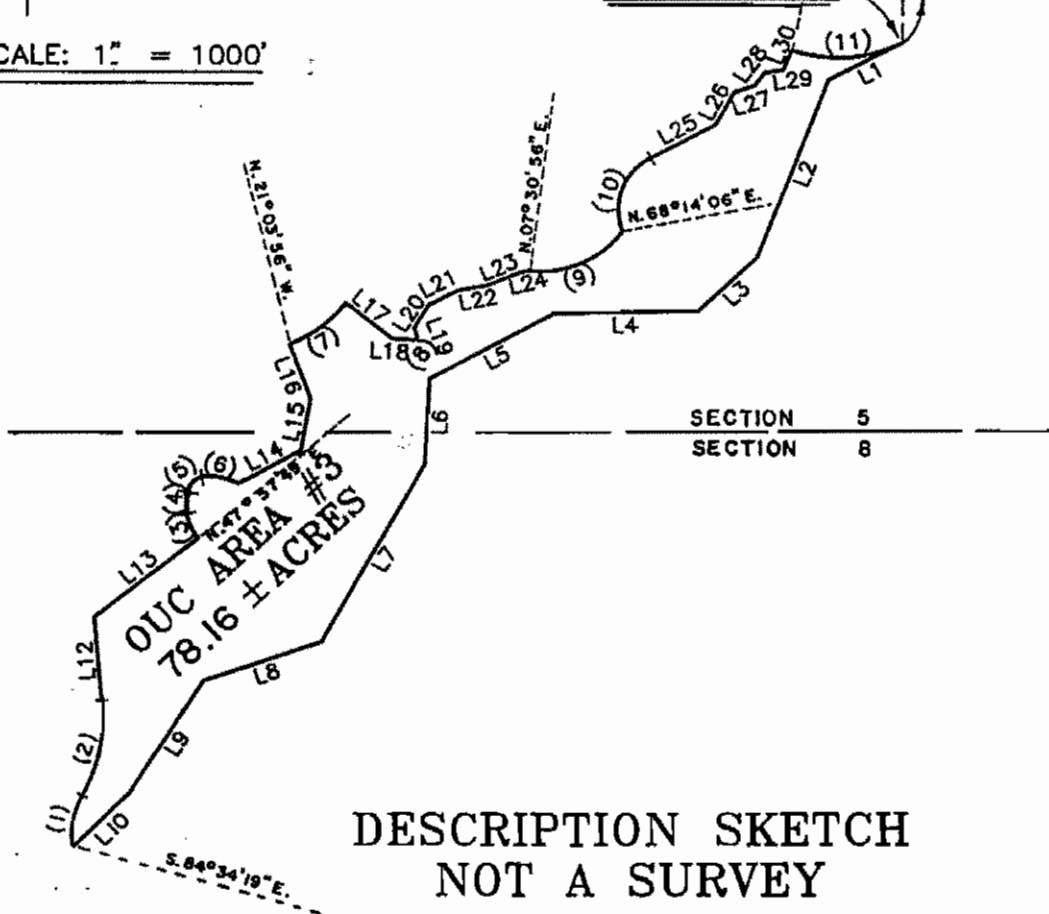 CALE: 1" = 1000'
L30
(11)
L28
L29
L1
L26
L27
L25
L2
(10)
N. 68°14'06" E.
N. 07°30'56" E.
N. 21°03'56" W.
L23
L24
(9)
L21
L22
L3
L20
L17
L19
L4
(7)
L18
(8)
L5
L16
L6
L15
SECTION 5
SECTION 8
L14
(5)
(6)
(4)
(3)
OUC AREA #3
78.16 ± ACRES
L13
L7
L12
L8
(2)
L9
(1)
L10
S. 84°34'19" E.
DESCRIPTION SKETCH
NOT A SURVEY